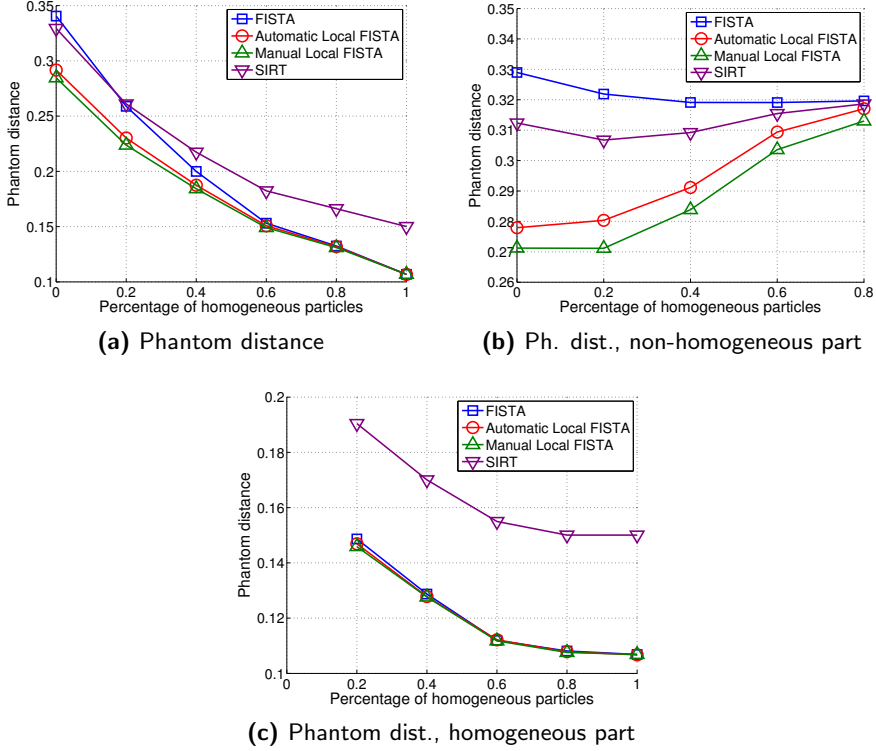 0.35
0.3
0.25
0.2
0.15
0.1
Phantom distance
FISTA
Automatic Local FISTA
Manual Local FISTA
SIRT
0 0.2 0.4 0.6 0.8 1
Percentage of homogeneous particles
(a) Phantom distance
0.35
0.34
0.33
0.32
0.31
0.3
0.29
0.28
0.27
0.26
Phantom distance
FISTA
Automatic Local FISTA
Manual Local FISTA
SIRT
0 0.2 0.4 0.6 0.8
Percentage of homogeneous particles
(b) Ph. dist., non-homogeneous part
0.2
0.18
0.16
0.14
0.12
0.1
Phantom distance
FISTA
Automatic Local FISTA
Manual Local FISTA
SIRT
0 0.2 0.4 0.6 0.8 1
Percentage of homogeneous particles
(c) Phantom dist., homogeneous part